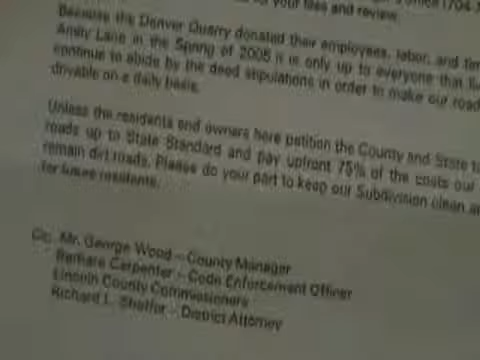 for your files and review.
Because the Denver Quarry donated their employees, labor, and
Amity Lane in the Spring of 2005 it is only up to everyone that
continue to abide by the deed stipulations in order to make our road
drivable on a daily basis.
Unless the residents and owners here petition the County and State
roads up to State Standard and pay upfront 75% of the costs our
remain dirt roads. Please do your part to keep our Subdivision clean
for future residents.
Cc. Mr. George Wood – County Manager
Carpenter – Code Enforcement Officer
Lincoln County Commissioners
Richard L. Shaffer – District Attorney